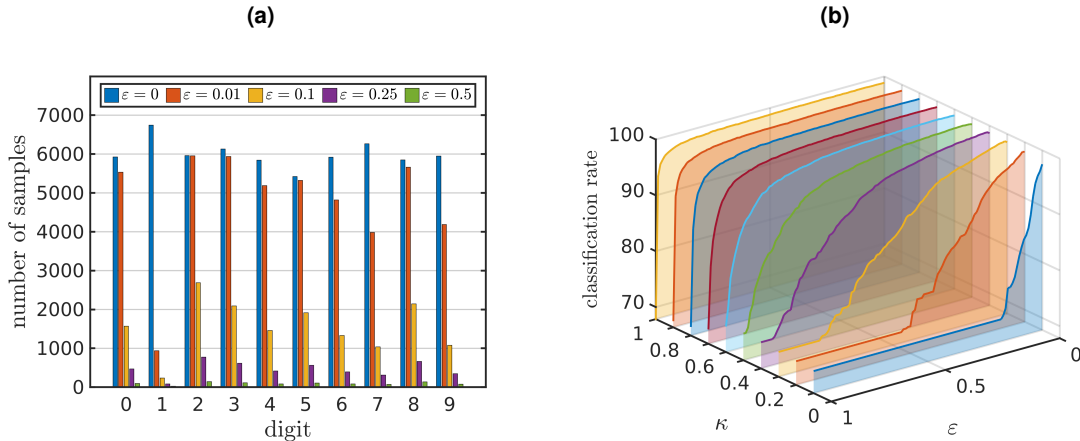 (a)
ε = 0 ε = 0.01 ε = 0.1 ε = 0.25 ε = 0.5
7000
6000
5000
4000
3000
2000
1000
0
number of samples
0 1 2 3 4 5 6 7 8 9
digit
(b)
100
90
80
70
classification rate
1
0.8
0.6
0.4
0.2
0
κ
1
0.5
0
ε